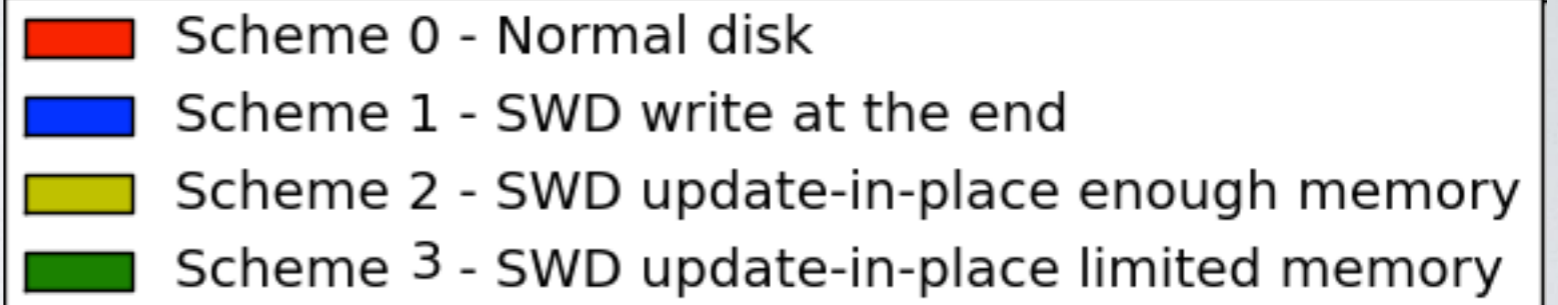 Scheme 0 - Normal disk
Scheme 1 - SWD write at the end
Scheme 2 - SWD update-in-place enough memory
Scheme 3 - SWD update-in-place limited memory